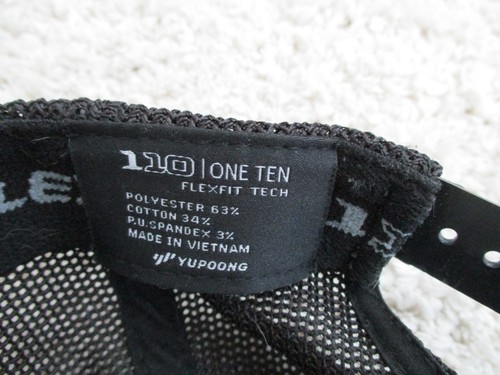 110 | ONE TEN
FLEXFIT TECH
POLYESTER 63%
COTTON 34%
P.U.SPANDEX 3%
MADE IN VIETNAM
YUPOONG